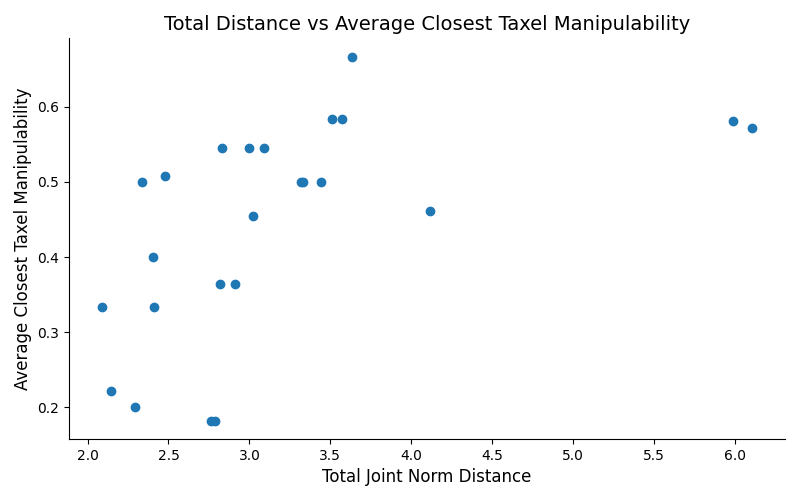 Total Distance vs Average Closest Taxel Manipulability
Average Closest Taxel Manipulability
0.6
0.5
0.4
0.3
0.2
2.0 2.5 3.0 3.5 4.0 4.5 5.0 5.5 6.0
Total Joint Norm Distance